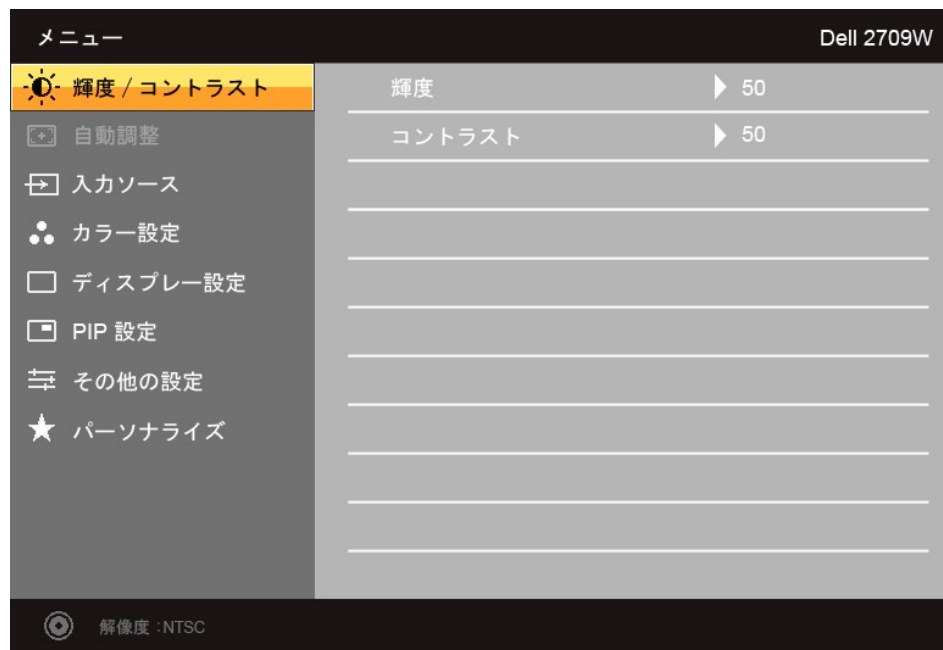 メニュー
Dell 2709W
輝度 / コントラスト
輝度
50
自動調整
コントラスト
50
入力ソース
カラー設定
ディスプレー設定
PIP 設定
その他の設定
パーソナライズ
解像度 :NTSC